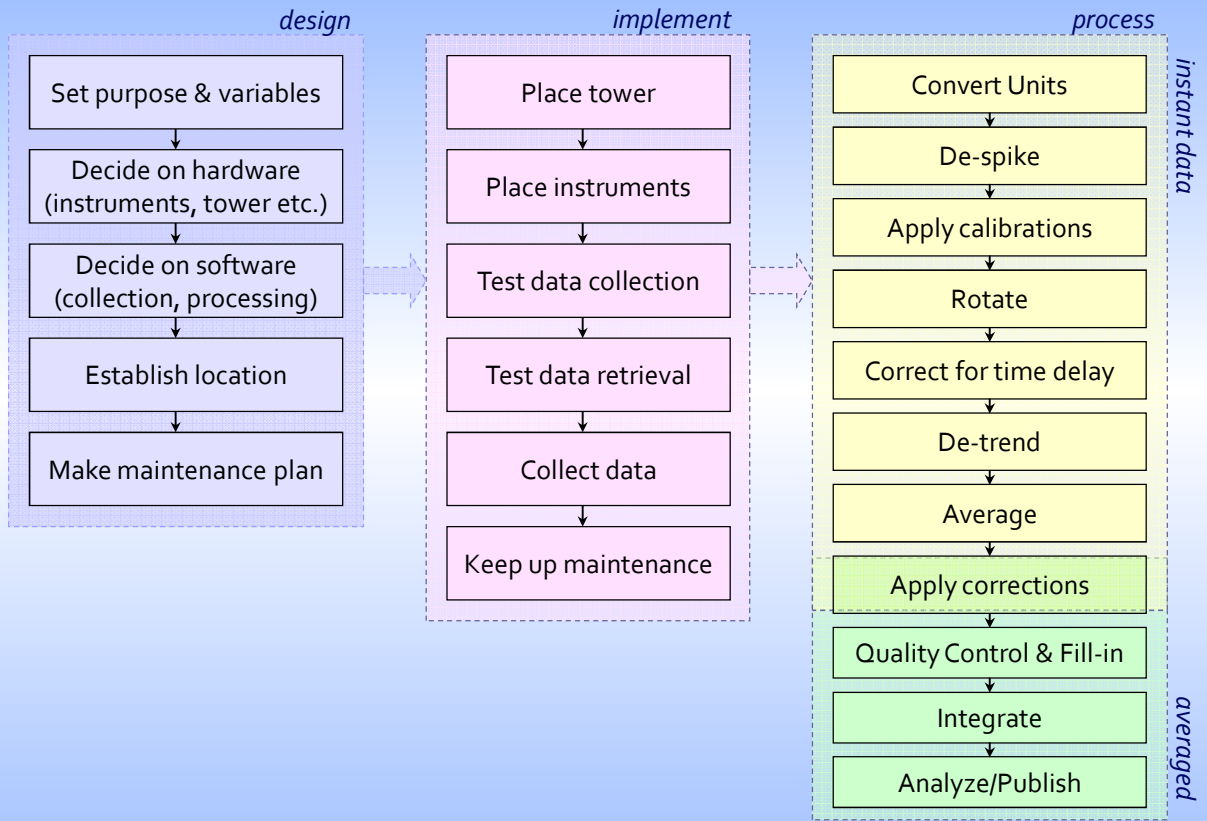 design
Set purpose & variables
Decide on hardware
(instruments, tower etc.)
Decide on software
(collection, processing)
Establish location
Make maintenance plan
implement
Place tower
Place instruments
Test data collection
Test data retrieval
Collect data
Keep up maintenance
process
Convert Units
De-spike
Apply calibrations
Rotate
Correct for time delay
De-trend
Average
Apply corrections
Quality Control & Fill-in
Integrate
Analyze/Publish
instant data
averaged